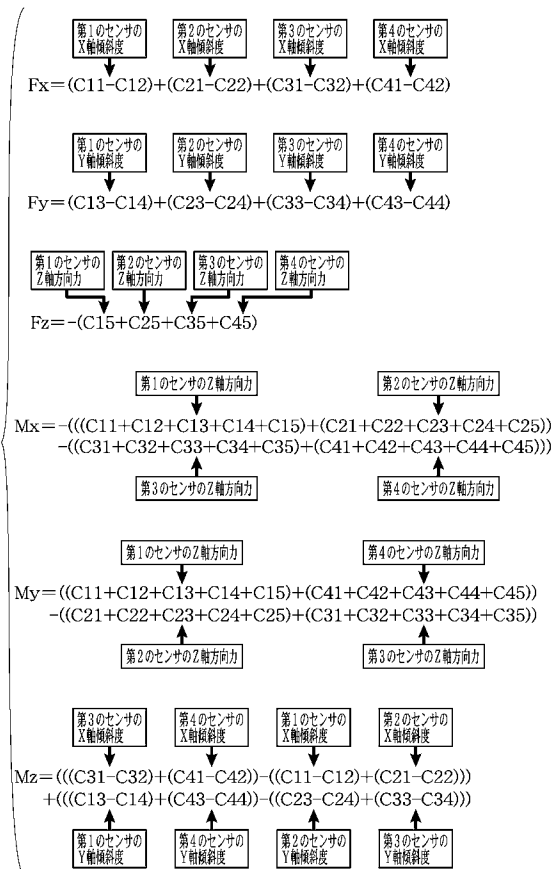 第1のセンサの 第2のセンサの 第3のセンサの 第4のセンサの
X軸傾斜度 X軸傾斜度 X軸傾斜度 X軸傾斜度
Fx=(C11-C12)+(C21-C22)+(C31-C32)+(C41-C42)
第1のセンサの 第2のセンサの 第3のセンサの 第4のセンサの
Y軸傾斜度 Y軸傾斜度 Y軸傾斜度 Y軸傾斜度
Fy=(C13-C14)+(C23-C24)+(C33-C34)+(C43-C44)
第1のセンサの 第2のセンサの 第3のセンサの 第4のセンサの
Z軸方向力 Z軸方向力 Z軸方向力 Z軸方向力
Fz=-(C15+C25+C35+C45)
第1のセンサのZ軸方向力 第2のセンサのZ軸方向力
Mx=-(((C11+C12+C13+C14+C15)+(C21+C22+C23+C24+C25))
-((C31+C32+C33+C34+C35)+(C41+C42+C43+C44+C45)))
第3のセンサのZ軸方向力 第4のセンサのZ軸方向力
第1のセンサのZ軸方向力 第4のセンサのZ軸方向力
My=((C11+C12+C13+C14+C15)+(C41+C42+C43+C44+C45))
-((C21+C22+C23+C24+C25)+(C31+C32+C33+C34+C35))
第2のセンサのZ軸方向力 第3のセンサのZ軸方向力
第3のセンサの 第4のセンサの 第1のセンサの 第2のセンサの
X軸傾斜度 X軸傾斜度 X軸傾斜度 X軸傾斜度
Mz=(((C31-C32)+(C41-C42))-((C11-C12)+(C21-C22)))
+(((C13-C14)+(C43-C44))-((C23-C24)+(C33-C34)))
第1のセンサの 第4のセンサの 第2のセンサの 第3のセンサの
Y軸傾斜度 Y軸傾斜度 Y軸傾斜度 Y軸傾斜度